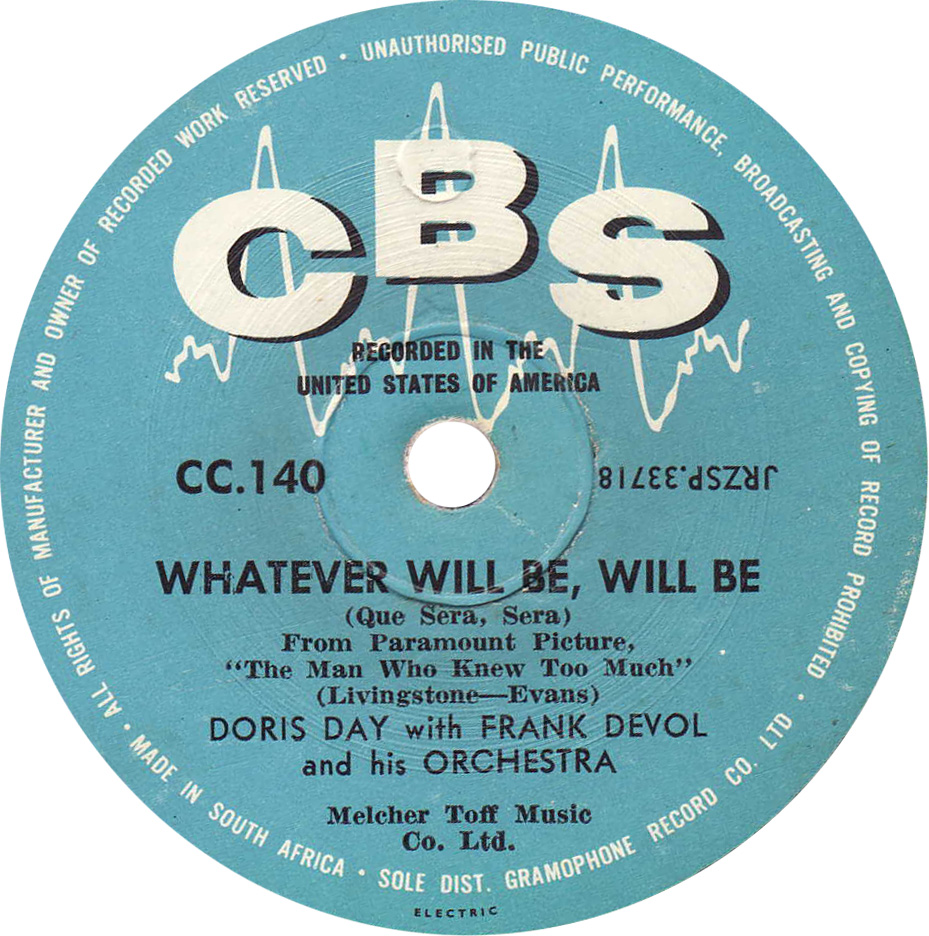 • ALL RIGHTS OF MANUFACTURER AND OWNER OF RECORDED WORK RESERVED • UNAUTHORISED PUBLIC PERFORMANCE, BROADCASTING AND COPYING OF RECORD PROHIBITED •
CBS
RECORDED IN THE
UNITED STATES OF AMERICA
CC.140
JRZSP.33718
WHATEVER WILL BE, WILL BE
(Que Sera, Sera)
From Paramount Picture,
“The Man Who Knew Too Much”
(Livingstone—Evans)
DORIS DAY with FRANK DEVOL
and his ORCHESTRA
Melcher Toff Music
Co. Ltd.
MADE IN SOUTH AFRICA • SOLE DIST. GRAMOPHONE RECORD CO. LTD
ELECTRIC